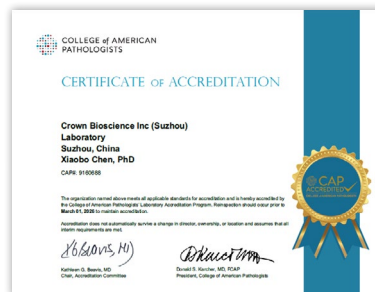 COLLEGE of AMERICAN
PATHOLOGISTS
CERTIFICATE OF ACCREDITATION
Crown Bioscience Inc (Suzhou)
Laboratory
Suzhou, China
Xiaobo Chen, PhD
CAP#: 9160688
The organization named above meets all applicable standards for accreditation and is hereby accredited by
the College of American Pathologists' Laboratory Accreditation Program. Reinspection should occur prior to
March 01, 2026 to maintain accreditation.
Accreditation does not automatically survive a change in director, ownership, or location and assumes that all
interim requirements are met.
Kathleen G. Beavis, MD
Chair, Accreditation Committee
Donald S. Karcher, MD, FCAP
President, College of American Pathologists
CAP
ACCREDITED